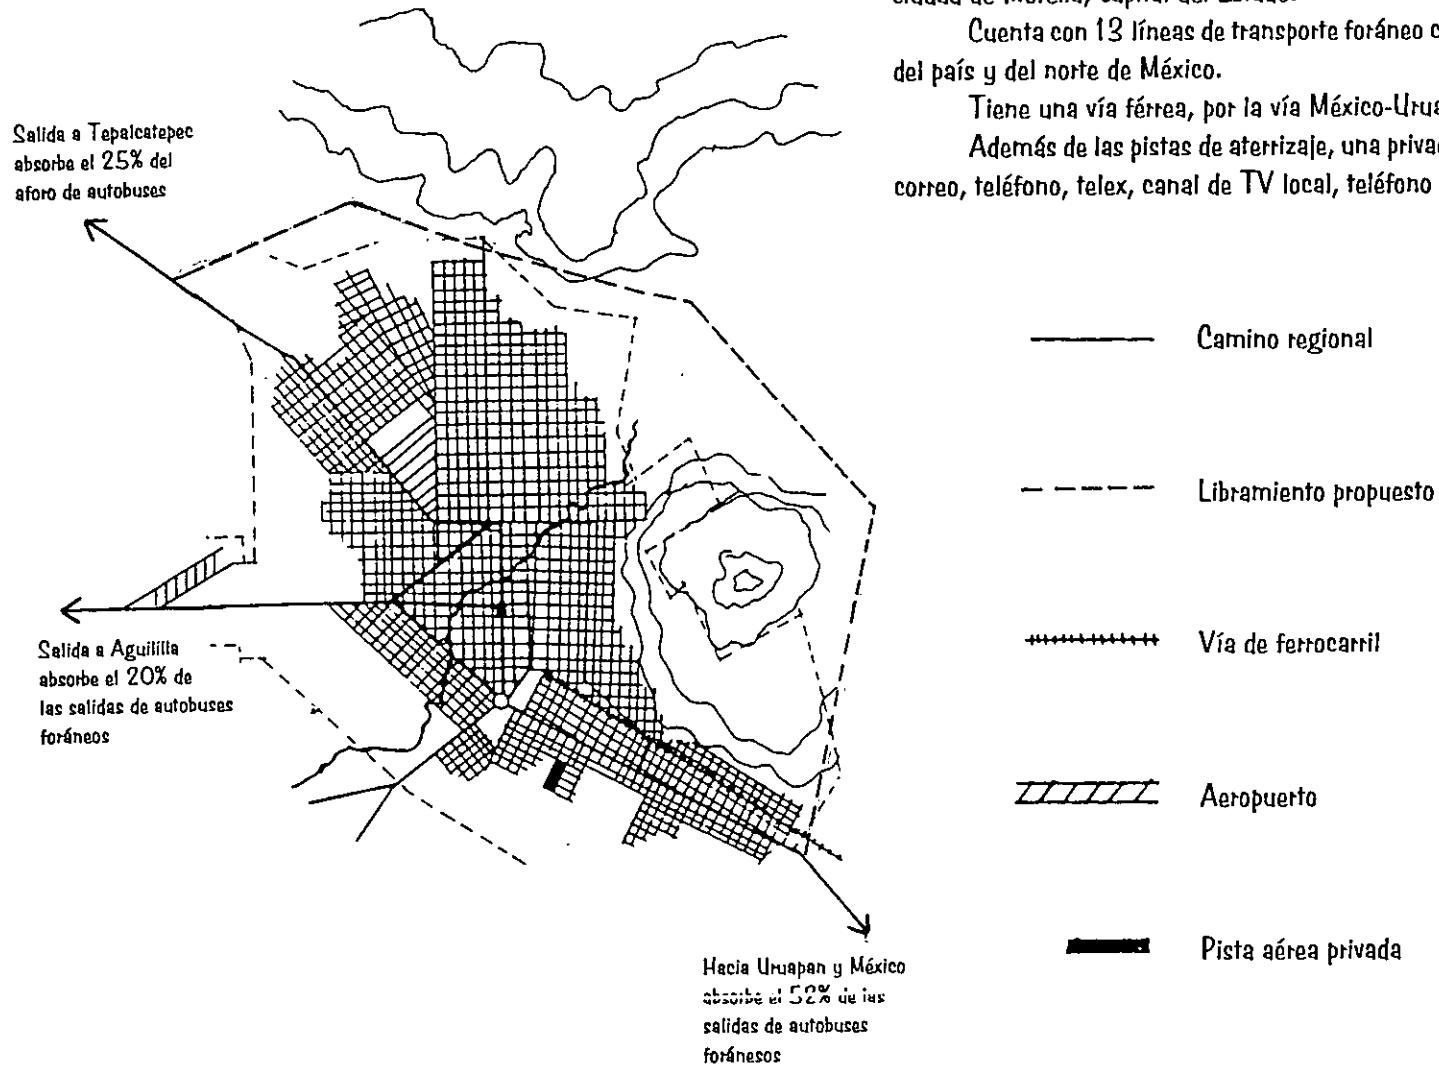 Cuenta con 13 líneas de transporte foráneo
del país y del norte de México.
Tiene una vía férrea, por la vía México-Urua
Además de las pistas de aterrizaje, una priva
correo, teléfono, telex, canal de TV local, teléfono
Salida a Tepalcatepec
absorbe el 25% del
aforo de autobuses
Camino regional
Libramiento propuesto
Salida a Aguililla
absorbe el 20% de
las salidas de autobuses
foráneos
Vía de ferrocarril
Aeropuerto
Pista aérea privada
Hacia Uruapan y México
absorbe el 52% de las
salidas de autobuses
foránesos